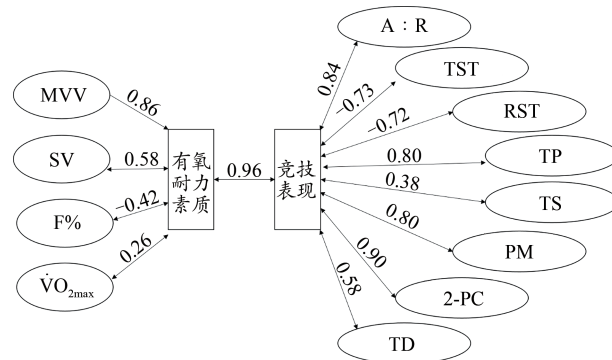 A：R
0.84
TST
−0.73
MVV
0.86
RST
−0.72
SV
0.58
有氧
耐力
素质
0.96
竞技
表现
0.80
TP
0.38
TS
F%
−0.42
0.80
PM
V̇O2max
0.26
0.90
2-PC
0.58
TD